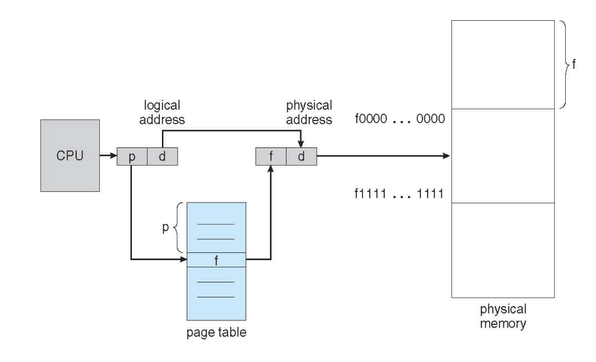 logical
address
physical
address
CPU
p
d
f
d
f0000 ... 0000
f1111 ... 1111
f
p
f
page table
physical
memory